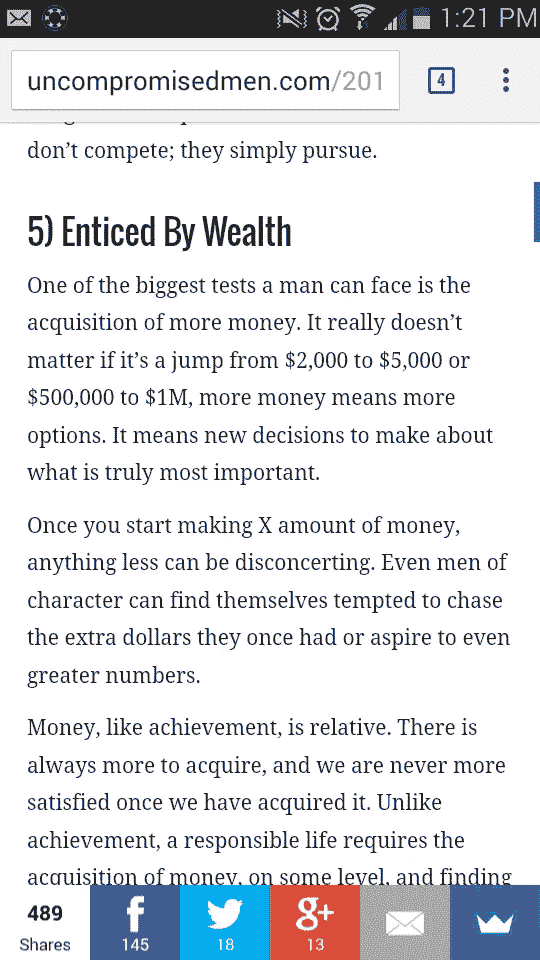 1:21 PM
uncompromisedmen.com/201
4
don't compete; they simply pursue.
5) Enticed By Wealth
One of the biggest tests a man can face is the
acquisition of more money. It really doesn't
matter if it's a jump from $2,000 to $5,000 or
$500,000 to $1M, more money means more
options. It means new decisions to make about
what is truly most important.
Once you start making X amount of money,
anything less can be disconcerting. Even men of
character can find themselves tempted to chase
the extra dollars they once had or aspire to even
greater numbers.
Money, like achievement, is relative. There is
always more to acquire, and we are never more
satisfied once we have acquired it. Unlike
achievement, a responsible life requires the
acquisition of money, on some level, and finding
489
Shares
f
145
18
g+
13